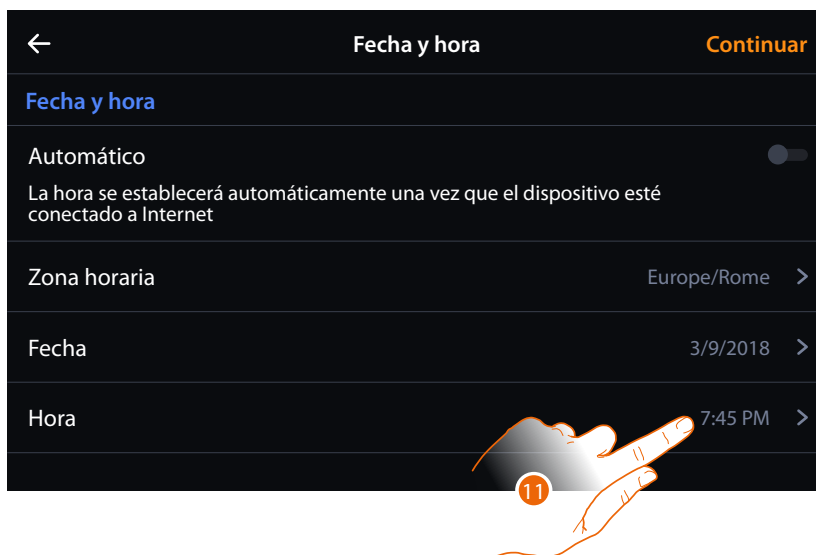 Fecha y hora
Continuar
Fecha y hora
Automático
La hora se establecerá automáticamente una vez que el dispositivo esté
conectado a Internet
Zona horaria
Europe/Rome
Fecha
3/9/2018
Hora
7:45 PM
11